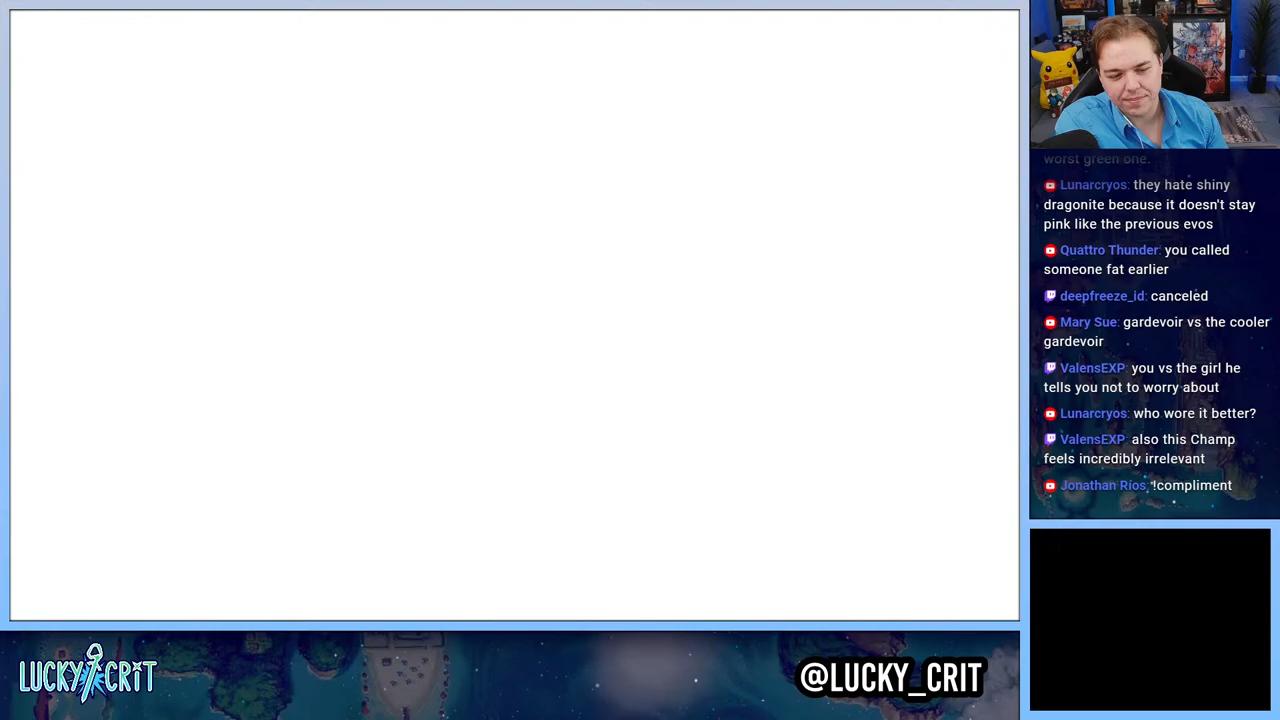 worst green one.
Lunarcryos: they hate shiny
dragonite because it doesn't stay
pink like the previous evos
Quattro Thunder: you called
someone fat earlier
deepfreeze_id: canceled
Mary Sue: gardevoir vs the cooler
gardevoir
ValensEXP: you vs the girl he
tells you not to worry about
Lunarcryos: who wore it better?
ValensEXP: also this Champ
feels incredibly irrelevant
Jonathan Ríos: !compliment
LUCKY CRIT
@LUCKY_CRIT